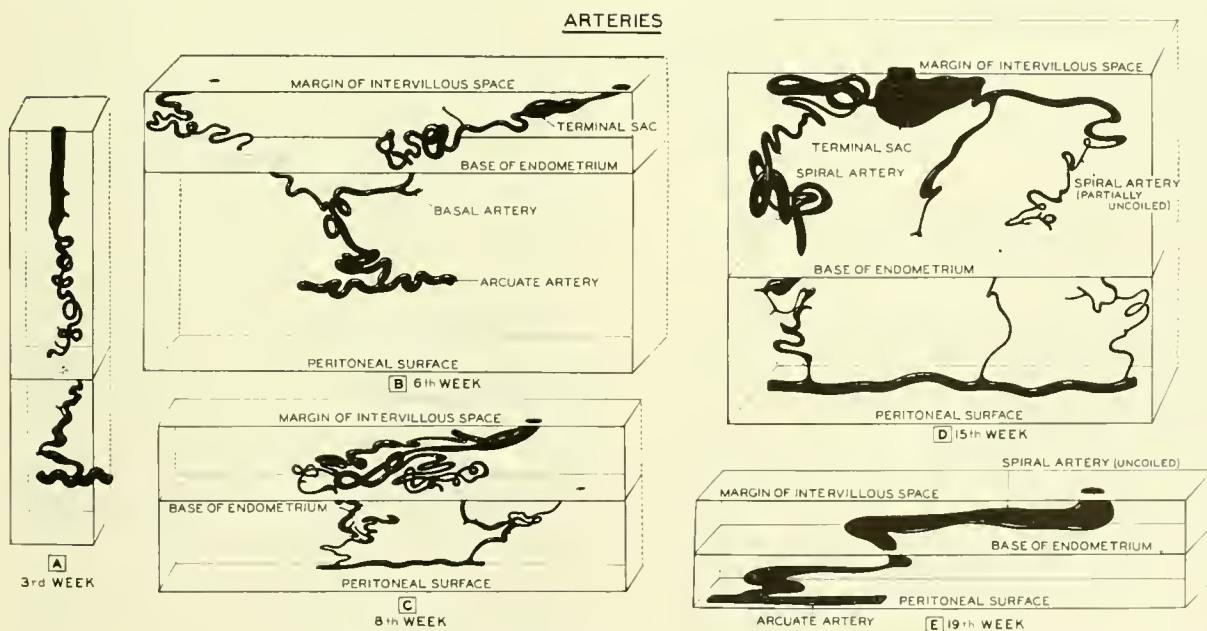 ARTERIES
A
3rd WEEK
MARGIN OF INTERVILLOUS SPACE
TERMINAL SAC
BASE OF ENDOMETRIUM
BASAL ARTERY
ARCUATE ARTERY
PERITONEAL SURFACE
B 6th WEEK
MARGIN OF INTERVILLOUS SPACE
BASE OF ENDOMETRIUM
PERITONEAL SURFACE
C
8th WEEK
MARGIN OF INTERVILLOUS SPACE
TERMINAL SAC
SPIRAL ARTERY
SPIRAL ARTERY
(PARTIALLY
UNCOILED)
BASE OF ENDOMETRIUM
PERITONEAL SURFACE
D 15th WEEK
SPIRAL ARTERY (UNCOILED)
MARGIN OF INTERVILLOUS SPACE
BASE OF ENDOMETRIUM
PERITONEAL SURFACE
ARCUATE ARTERY
E 19th WEEK